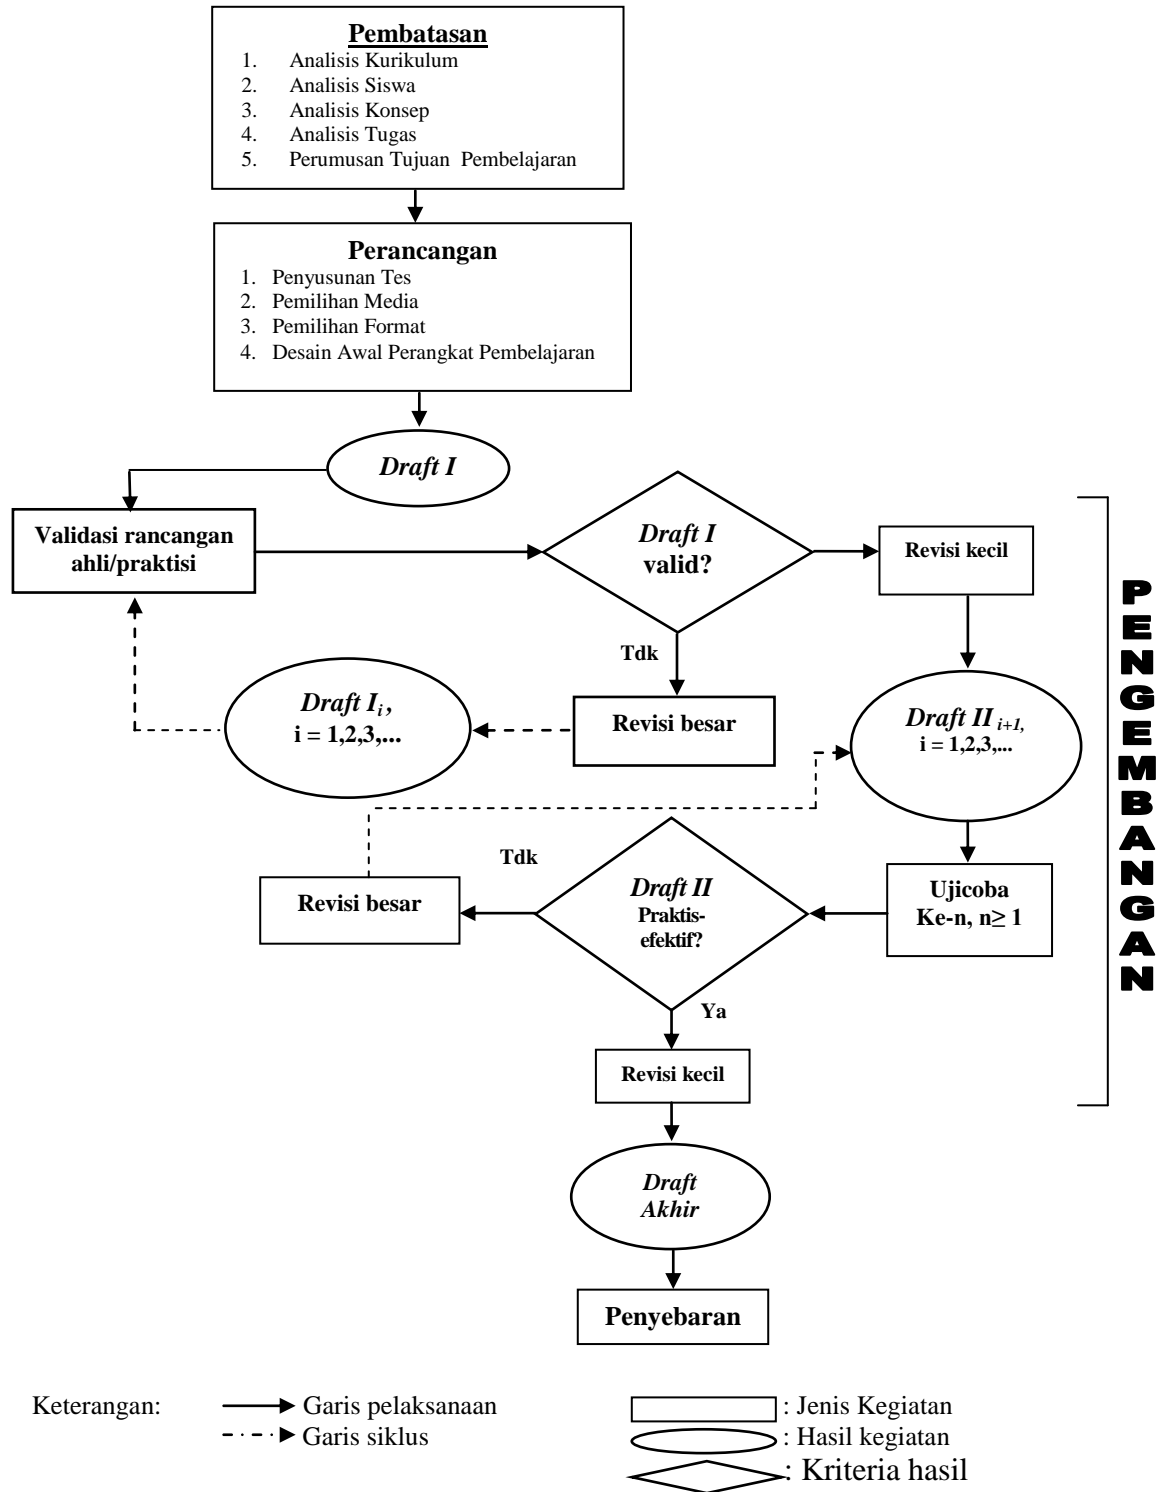 Pembatasan
1. Analisis Kurikulum
2. Analisis Siswa
3. Analisis Konsep
4. Analisis Tugas
5. Perumusan Tujuan Pembelajaran
Perancangan
1. Penyusunan Tes
2. Pemilihan Media
3. Pemilihan Format
4. Desain Awal Perangkat Pembelajaran
Draft I
Validasi rancangan
ahli/praktisi
Draft I
valid?
Revisi kecil
Tdk
Draft Ii,
i = 1,2,3,...
Revisi besar
Draft II i+1,
i = 1,2,3,...
Tdk
Revisi besar
Draft II
Praktis-
efektif?
Ujicoba
Ke-n, n≥ 1
Ya
Revisi kecil
Draft
Akhir
Penyebaran
PENGEMBANGAN
Keterangan:
Garis pelaksanaan
Garis siklus
: Jenis Kegiatan
: Hasil kegiatan
: Kriteria hasil